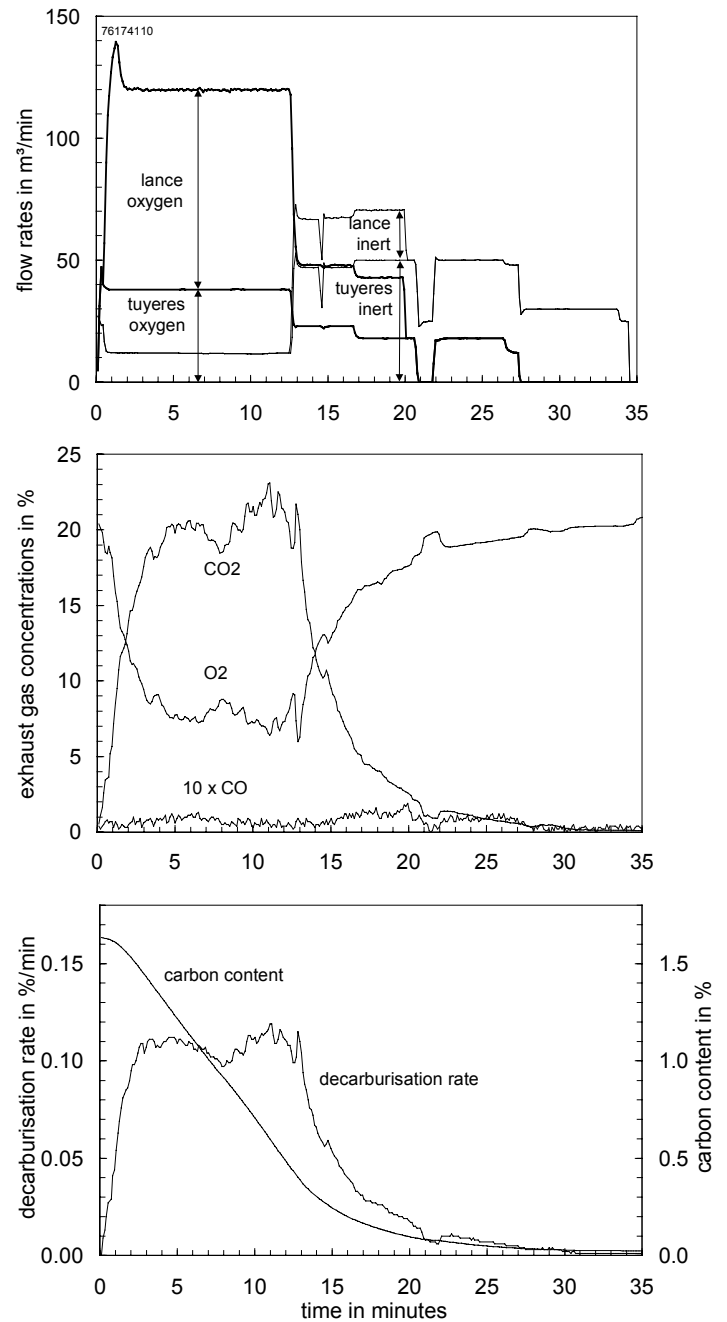 150
76174110
100
50
0
flow rates in m³/min
lance
oxygen
tuyeres
oxygen
lance
inert
tuyeres
inert
0 5 10 15 20 25 30 35
25
20
15
10
5
0
exhaust gas concentrations in %
CO2
O2
10 x CO
0 5 10 15 20 25 30 35
0.15
0.10
0.05
0.00
decarburisation rate in %/min
carbon content
decarburisation rate
1.5
1.0
0.5
0.0
carbon content in %
0 5 10 15 20 25 30 35
time in minutes